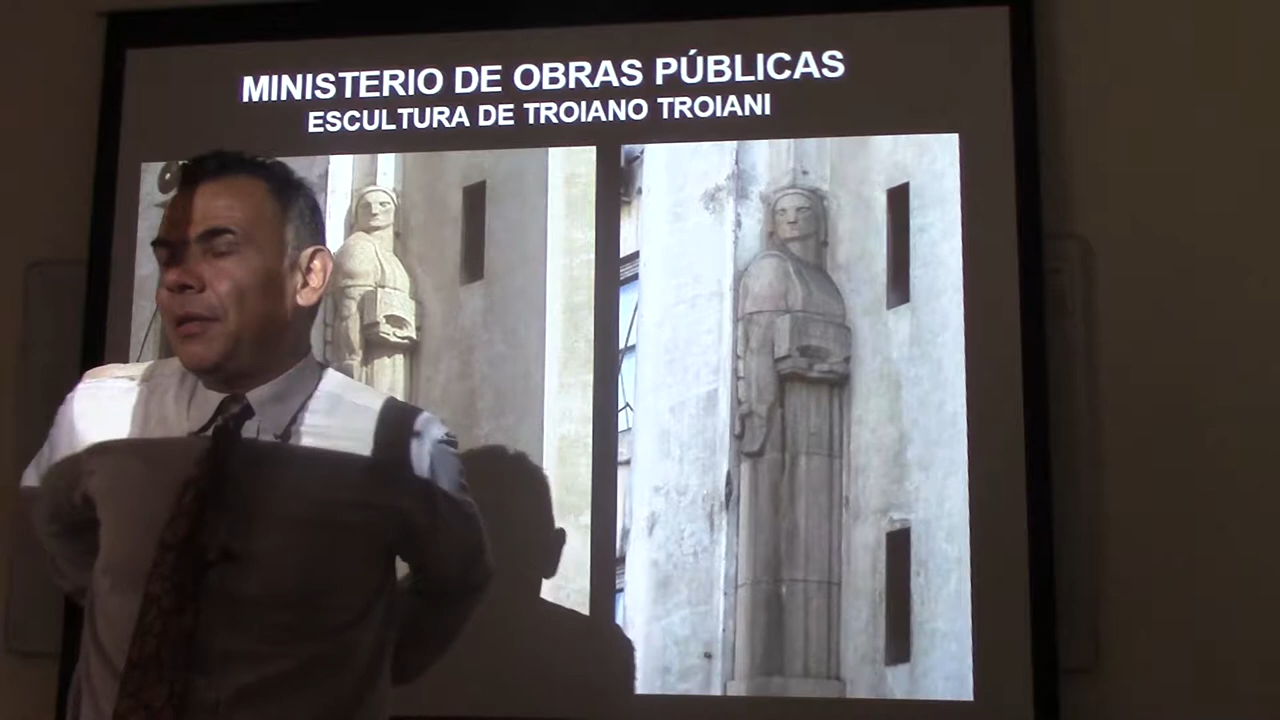 MINISTERIO DE OBRAS PÚBLICAS
ESCULTURA DE TROIANO TROIANI